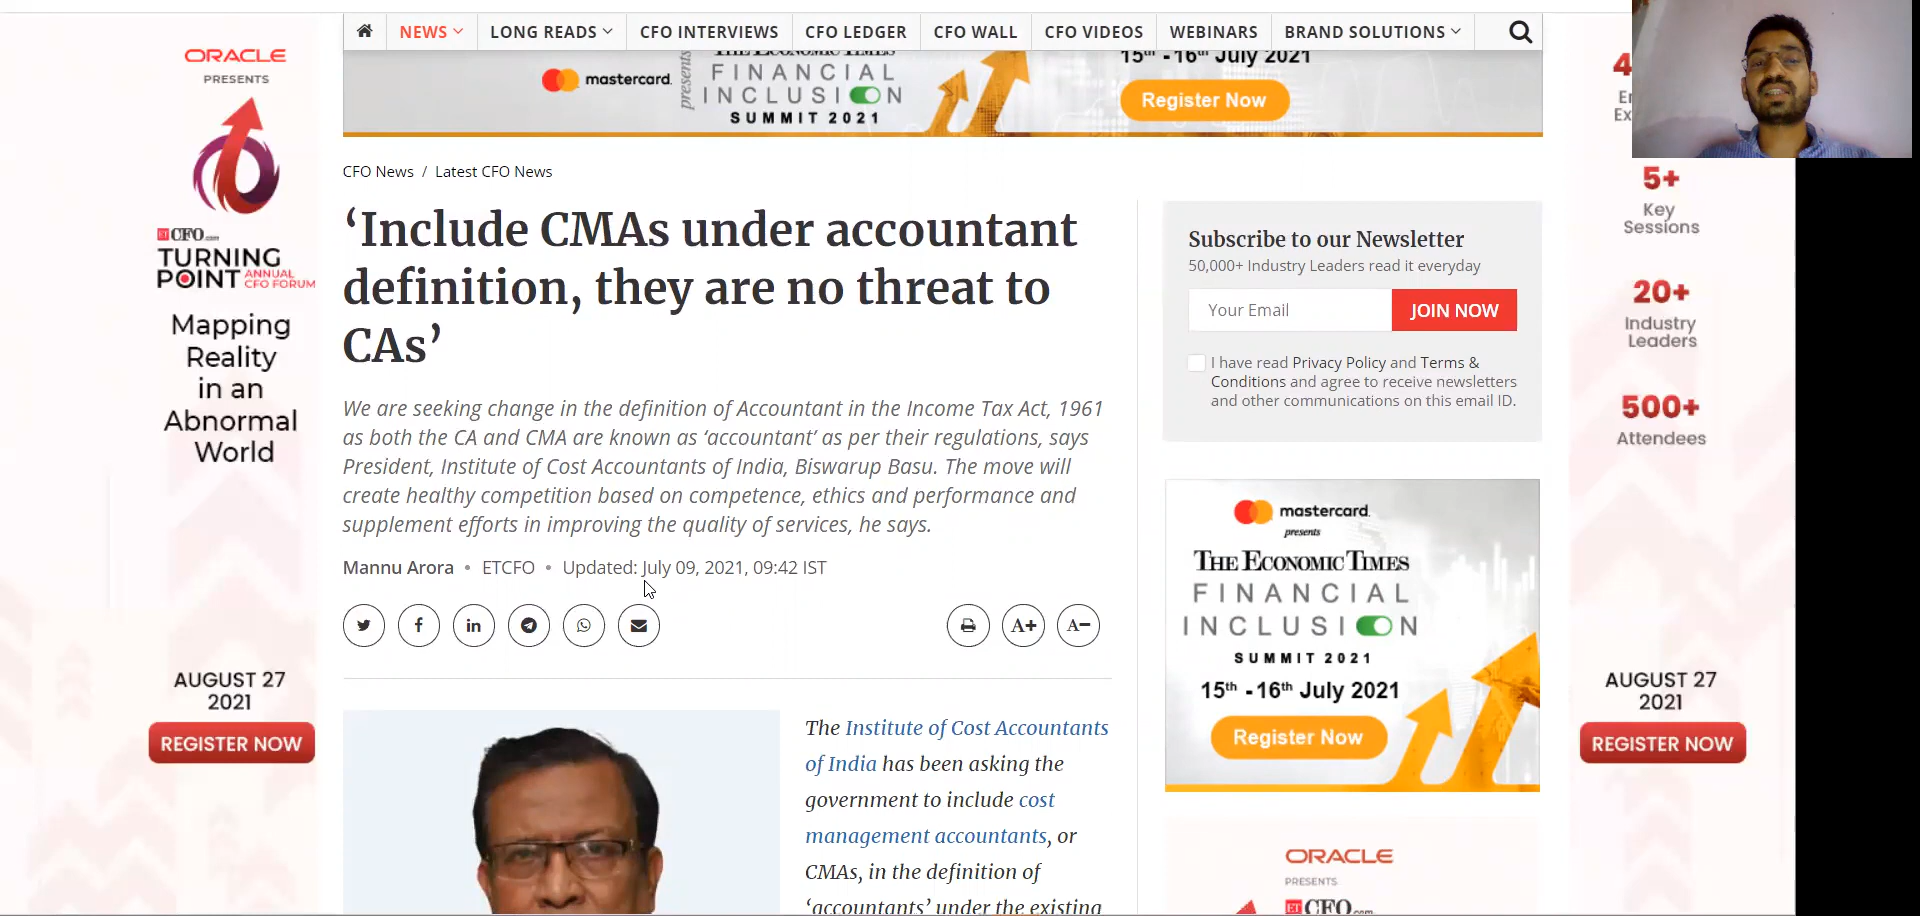 NEWS
LONG READS
CFO INTERVIEWS
CFO LEDGER
CFO WALL
CFO VIDEOS
WEBINARS
BRAND SOLUTIONS
mastercard.
presents
THE ECONOMIC TIMES
FINANCIAL
INCLUSION
SUMMIT 2021
15th - 16th July 2021
Register Now
ORACLE
PRESENTS
ET CFO.com
TURNING
POINT ANNUAL
CFO FORUM
Mapping
Reality
in an
Abnormal
World
AUGUST 27
2021
REGISTER NOW
CFO News / Latest CFO News
‘Include CMAs under accountant
definition, they are no threat to
CAs’
We are seeking change in the definition of Accountant in the Income Tax Act, 1961
as both the CA and CMA are known as ‘accountant’ as per their regulations, says
President, Institute of Cost Accountants of India, Biswarup Basu. The move will
create healthy competition based on competence, ethics and performance and
supplement efforts in improving the quality of services, he says.
Mannu Arora • ETCFO • Updated: July 09, 2021, 09:42 IST
A+
A−
The Institute of Cost Accountants
of India has been asking the
government to include cost
management accountants, or
CMAs, in the definition of
‘accountants’ under the existing
Subscribe to our Newsletter
50,000+ Industry Leaders read it everyday
Your Email
JOIN NOW
I have read Privacy Policy and Terms &
Conditions and agree to receive newsletters
and other communications on this email ID.
mastercard.
presents
THE ECONOMIC TIMES
FINANCIAL
INCLUSION
SUMMIT 2021
15th - 16th July 2021
Register Now
ORACLE
PRESENTS
ET CFO.com
5+
Key
Sessions
20+
Industry
Leaders
500+
Attendees
AUGUST 27
2021
REGISTER NOW